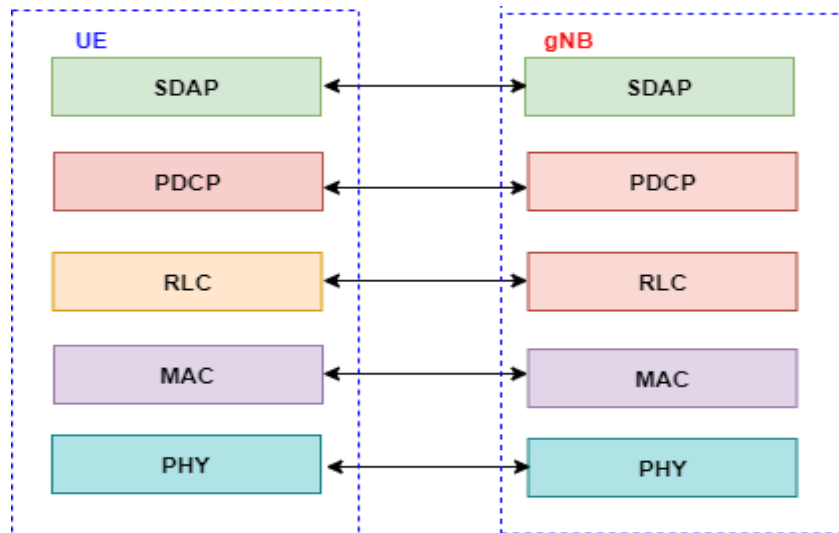 UE
gNB
SDAP
SDAP
PDCP
PDCP
RLC
RLC
MAC
MAC
PHY
PHY